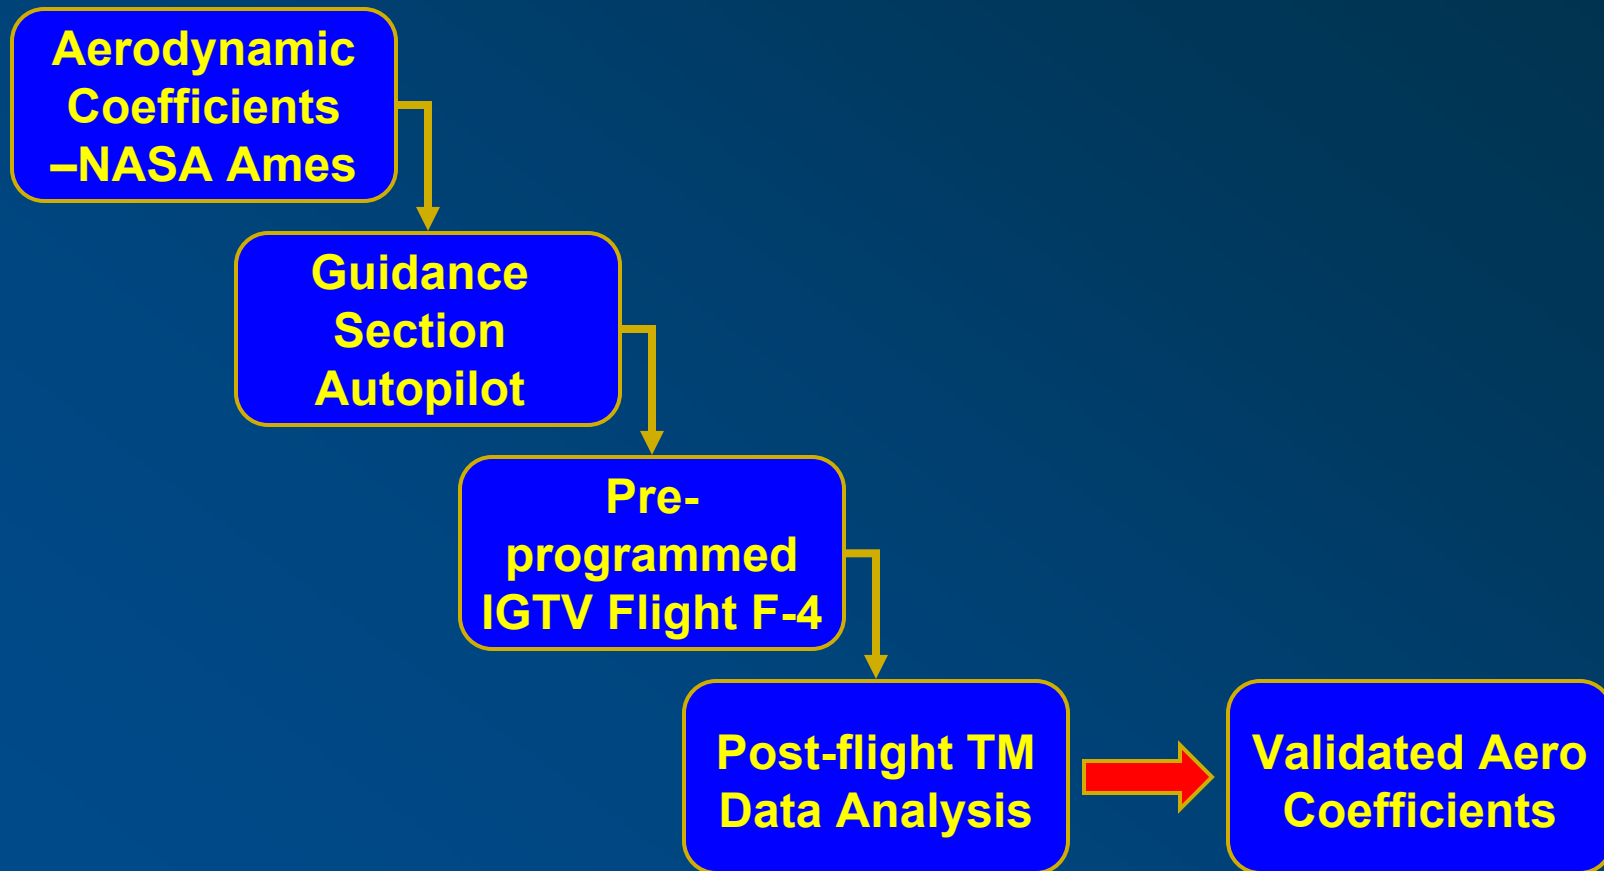 Aerodynamic
Coefficients
–NASA Ames
Guidance
Section
Autopilot
Pre-
programmed
IGTV Flight F-4
Post-flight TM
Data Analysis
Validated Aero
Coefficients